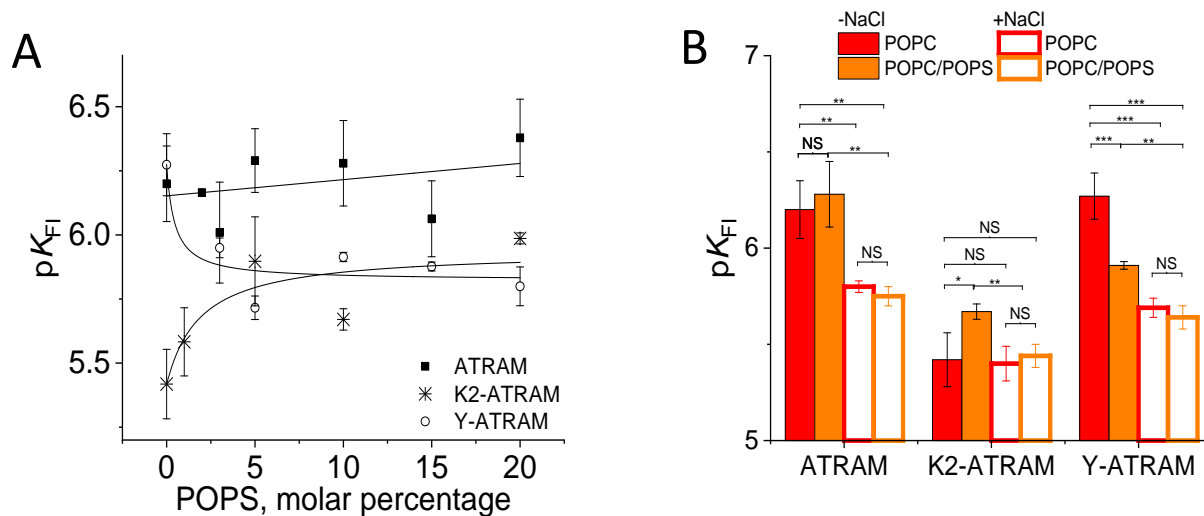 A
6.5
6.0
5.5
pK_FI
0 5 10 15 20
POPS, molar percentage
ATRAM
K2-ATRAM
Y-ATRAM
B
-NaCl +NaCl
POPC POPC
POPC/POPS POPC/POPS
7
6
5
pK_FI
**
**
NS **
NS
NS
NS
* **
NS
***
***
*** **
NS
ATRAM K2-ATRAM Y-ATRAM